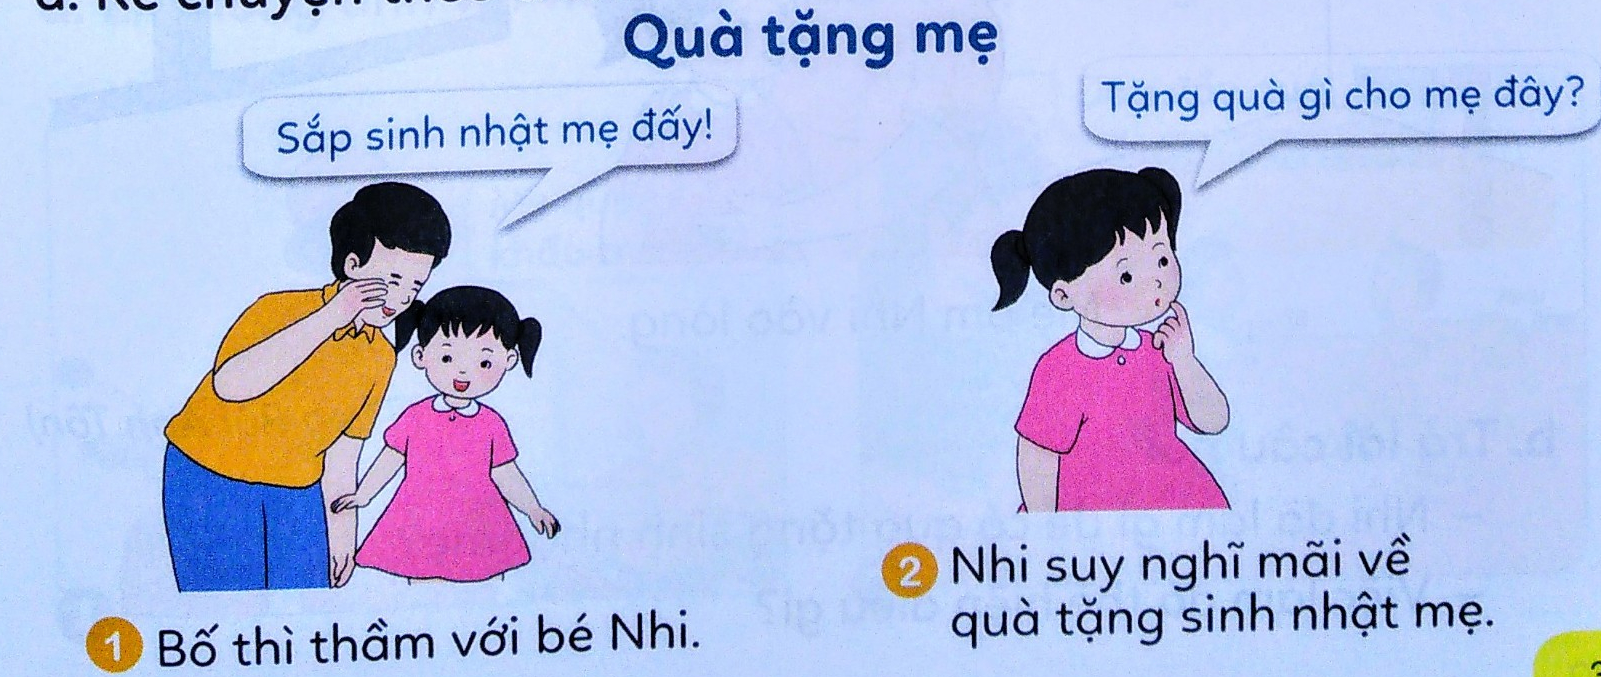 Quà tặng mẹ
Sắp sinh nhật mẹ đấy!
Tặng quà gì cho mẹ đây?
1 Bố thì thầm với bé Nhi.
2 Nhi suy nghĩ mãi về
quà tặng sinh nhật mẹ.